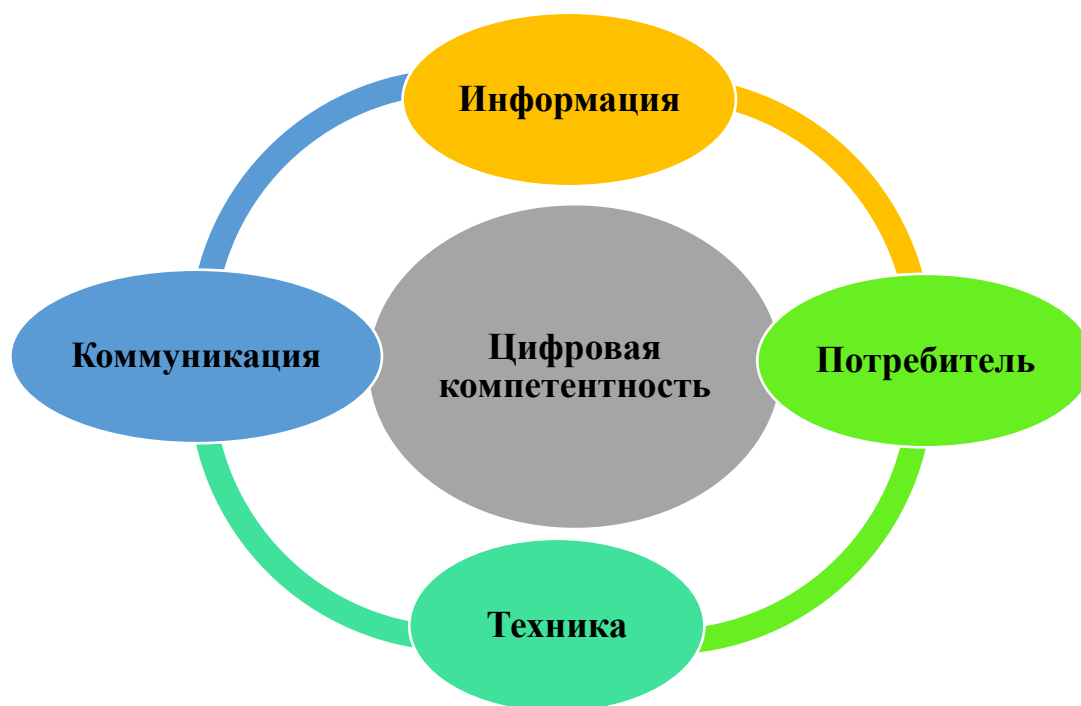 Информация
Коммуникация
Цифровая
компетентность
Потребитель
Техника